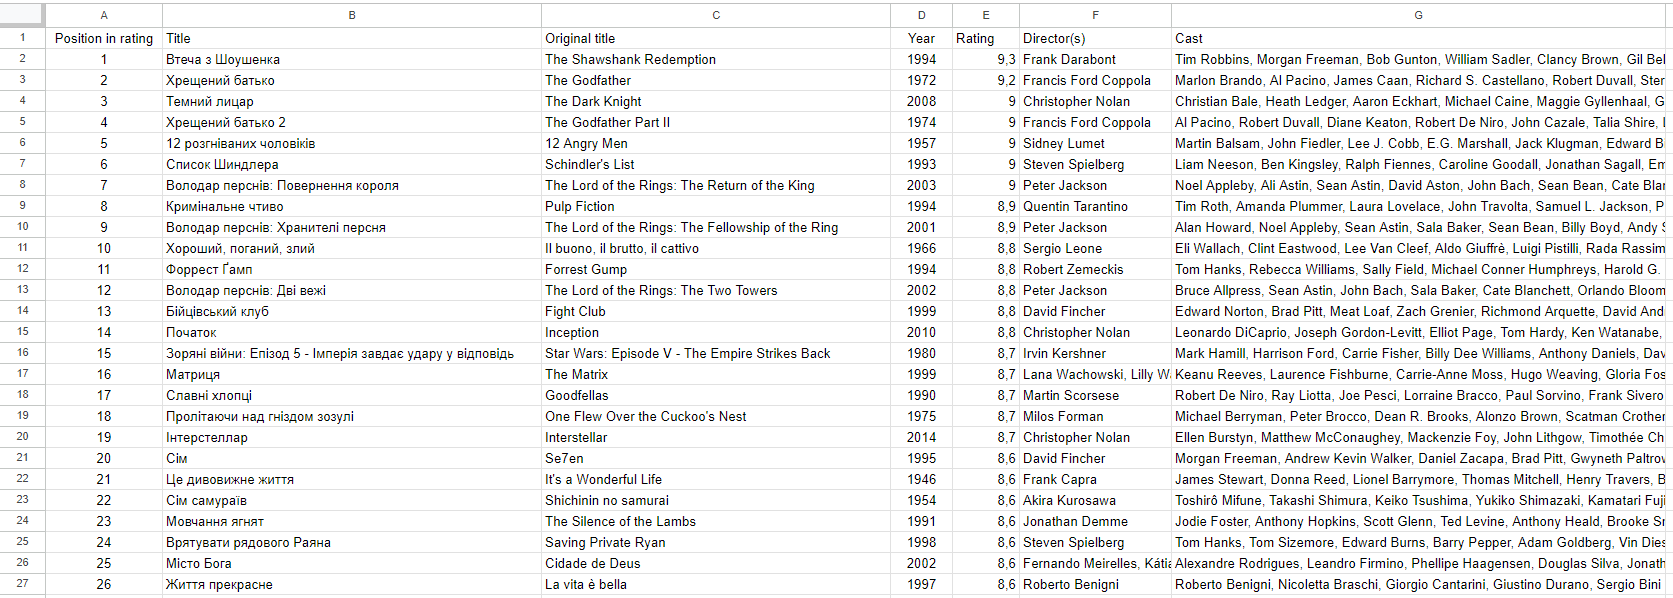 A B C D E F G
1 Position in rating Title Original title Year Rating Director(s) Cast
2 1 Втеча з Шоушенка The Shawshank Redemption 1994 9,3 Frank Darabont Tim Robbins, Morgan Freeman, Bob Gunton, William Sadler, Clancy Brown, Gil Bel
3 2 Хрещений батько The Godfather 1972 9,2 Francis Ford Coppola Marlon Brando, Al Pacino, James Caan, Richard S. Castellano, Robert Duvall, Ster
4 3 Темний лицар The Dark Knight 2008 9 Christopher Nolan Christian Bale, Heath Ledger, Aaron Eckhart, Michael Caine, Maggie Gyllenhaal, G
5 4 Хрещений батько 2 The Godfather Part II 1974 9 Francis Ford Coppola Al Pacino, Robert Duvall, Diane Keaton, Robert De Niro, John Cazale, Talia Shire,
6 5 12 розгніваних чоловіків 12 Angry Men 1957 9 Sidney Lumet Martin Balsam, John Fiedler, Lee J. Cobb, E.G. Marshall, Jack Klugman, Edward B
7 6 Список Шиндлера Schindler's List 1993 9 Steven Spielberg Liam Neeson, Ben Kingsley, Ralph Fiennes, Caroline Goodall, Jonathan Sagall, Em
8 7 Володар перснів: Повернення короля The Lord of the Rings: The Return of the King 2003 9 Peter Jackson Noel Appleby, Ali Astin, Sean Astin, David Aston, John Bach, Sean Bean, Cate Blar
9 8 Кримінальне чтиво Pulp Fiction 1994 8,9 Quentin Tarantino Tim Roth, Amanda Plummer, Laura Lovelace, John Travolta, Samuel L. Jackson, P
10 9 Володар перснів: Хранителі персня The Lord of the Rings: The Fellowship of the Ring 2001 8,9 Peter Jackson Alan Howard, Noel Appleby, Sean Astin, Sala Baker, Sean Bean, Billy Boyd, Andy S
11 10 Хороший, поганий, злий Il buono, il brutto, il cattivo 1966 8,8 Sergio Leone Eli Wallach, Clint Eastwood, Lee Van Cleef, Aldo Giuffrè, Luigi Pistilli, Rada Rassim
12 11 Форрест Ґамп Forrest Gump 1994 8,8 Robert Zemeckis Tom Hanks, Rebecca Williams, Sally Field, Michael Conner Humphreys, Harold G.
13 12 Володар перснів: Дві вежі The Lord of the Rings: The Two Towers 2002 8,8 Peter Jackson Bruce Allpress, Sean Astin, John Bach, Sala Baker, Cate Blanchett, Orlando Bloom
14 13 Бійцівський клуб Fight Club 1999 8,8 David Fincher Edward Norton, Brad Pitt, Meat Loaf, Zach Grenier, Richmond Arquette, David And
15 14 Початок Inception 2010 8,8 Christopher Nolan Leonardo DiCaprio, Joseph Gordon-Levitt, Elliot Page, Tom Hardy, Ken Watanabe,
16 15 Зоряні війни: Епізод 5 - Імперія завдає удару у відповідь Star Wars: Episode V - The Empire Strikes Back 1980 8,7 Irvin Kershner Mark Hamill, Harrison Ford, Carrie Fisher, Billy Dee Williams, Anthony Daniels, Dav
17 16 Матриця The Matrix 1999 8,7 Lana Wachowski, Lilly W Keanu Reeves, Laurence Fishburne, Carrie-Anne Moss, Hugo Weaving, Gloria Fos
18 17 Славні хлопці Goodfellas 1990 8,7 Martin Scorsese Robert De Niro, Ray Liotta, Joe Pesci, Lorraine Bracco, Paul Sorvino, Frank Sivero
19 18 Пролітаючи над гніздом зозулі One Flew Over the Cuckoo's Nest 1975 8,7 Milos Forman Michael Berryman, Peter Brocco, Dean R. Brooks, Alonzo Brown, Scatman Crother
20 19 Інтерстеллар Interstellar 2014 8,7 Christopher Nolan Ellen Burstyn, Matthew McConaughey, Mackenzie Foy, John Lithgow, Timothée Ch
21 20 Сім Se7en 1995 8,6 David Fincher Morgan Freeman, Andrew Kevin Walker, Daniel Zacapa, Brad Pitt, Gwyneth Paltrow
22 21 Це дивовижне життя It's a Wonderful Life 1946 8,6 Frank Capra James Stewart, Donna Reed, Lionel Barrymore, Thomas Mitchell, Henry Travers, B
23 22 Сім самураїв Shichinin no samurai 1954 8,6 Akira Kurosawa Toshirô Mifune, Takashi Shimura, Keiko Tsushima, Yukiko Shimazaki, Kamatari Fuji
24 23 Мовчання ягнят The Silence of the Lambs 1991 8,6 Jonathan Demme Jodie Foster, Anthony Hopkins, Scott Glenn, Ted Levine, Anthony Heald, Brooke Sr
25 24 Врятувати рядового Раяна Saving Private Ryan 1998 8,6 Steven Spielberg Tom Hanks, Tom Sizemore, Edward Burns, Barry Pepper, Adam Goldberg, Vin Dies
26 25 Місто Бога Cidade de Deus 2002 8,6 Fernando Meirelles, Kátia Alexandre Rodrigues, Leandro Firmino, Phellipe Haagensen, Douglas Silva, Jonath
27 26 Життя прекрасне La vita è bella 1997 8,6 Roberto Benigni Roberto Benigni, Nicoletta Braschi, Giorgio Cantarini, Giustino Durano, Sergio Bini